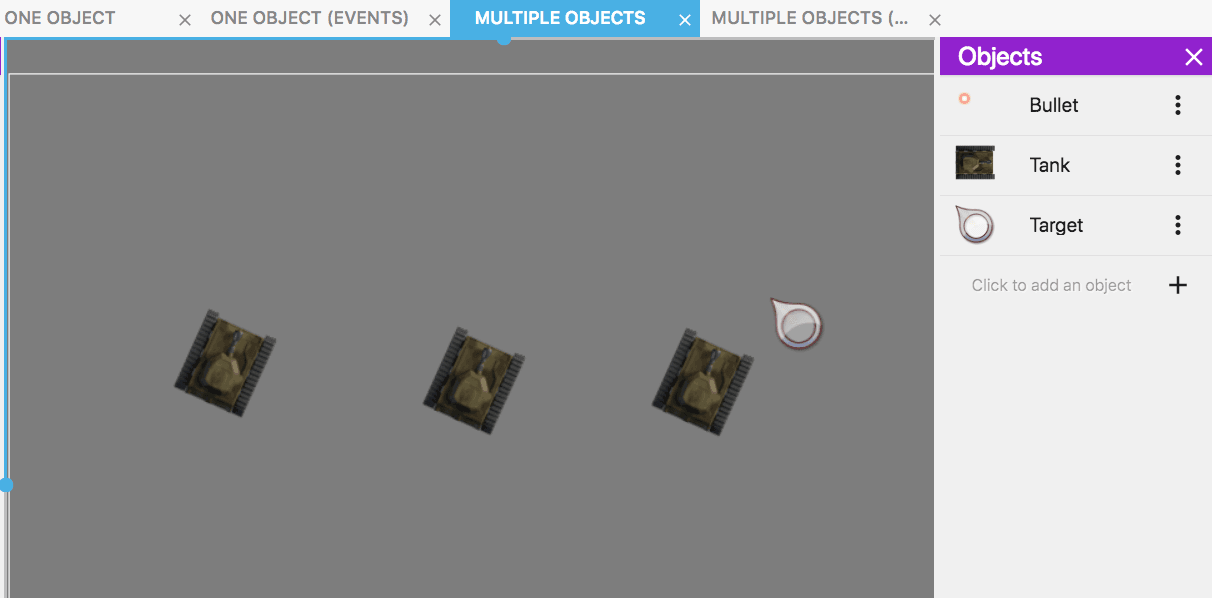 ONE OBJECT
ONE OBJECT (EVENTS)
MULTIPLE OBJECTS
MULTIPLE OBJECTS (...
Objects
Bullet
Tank
Target
Click to add an object